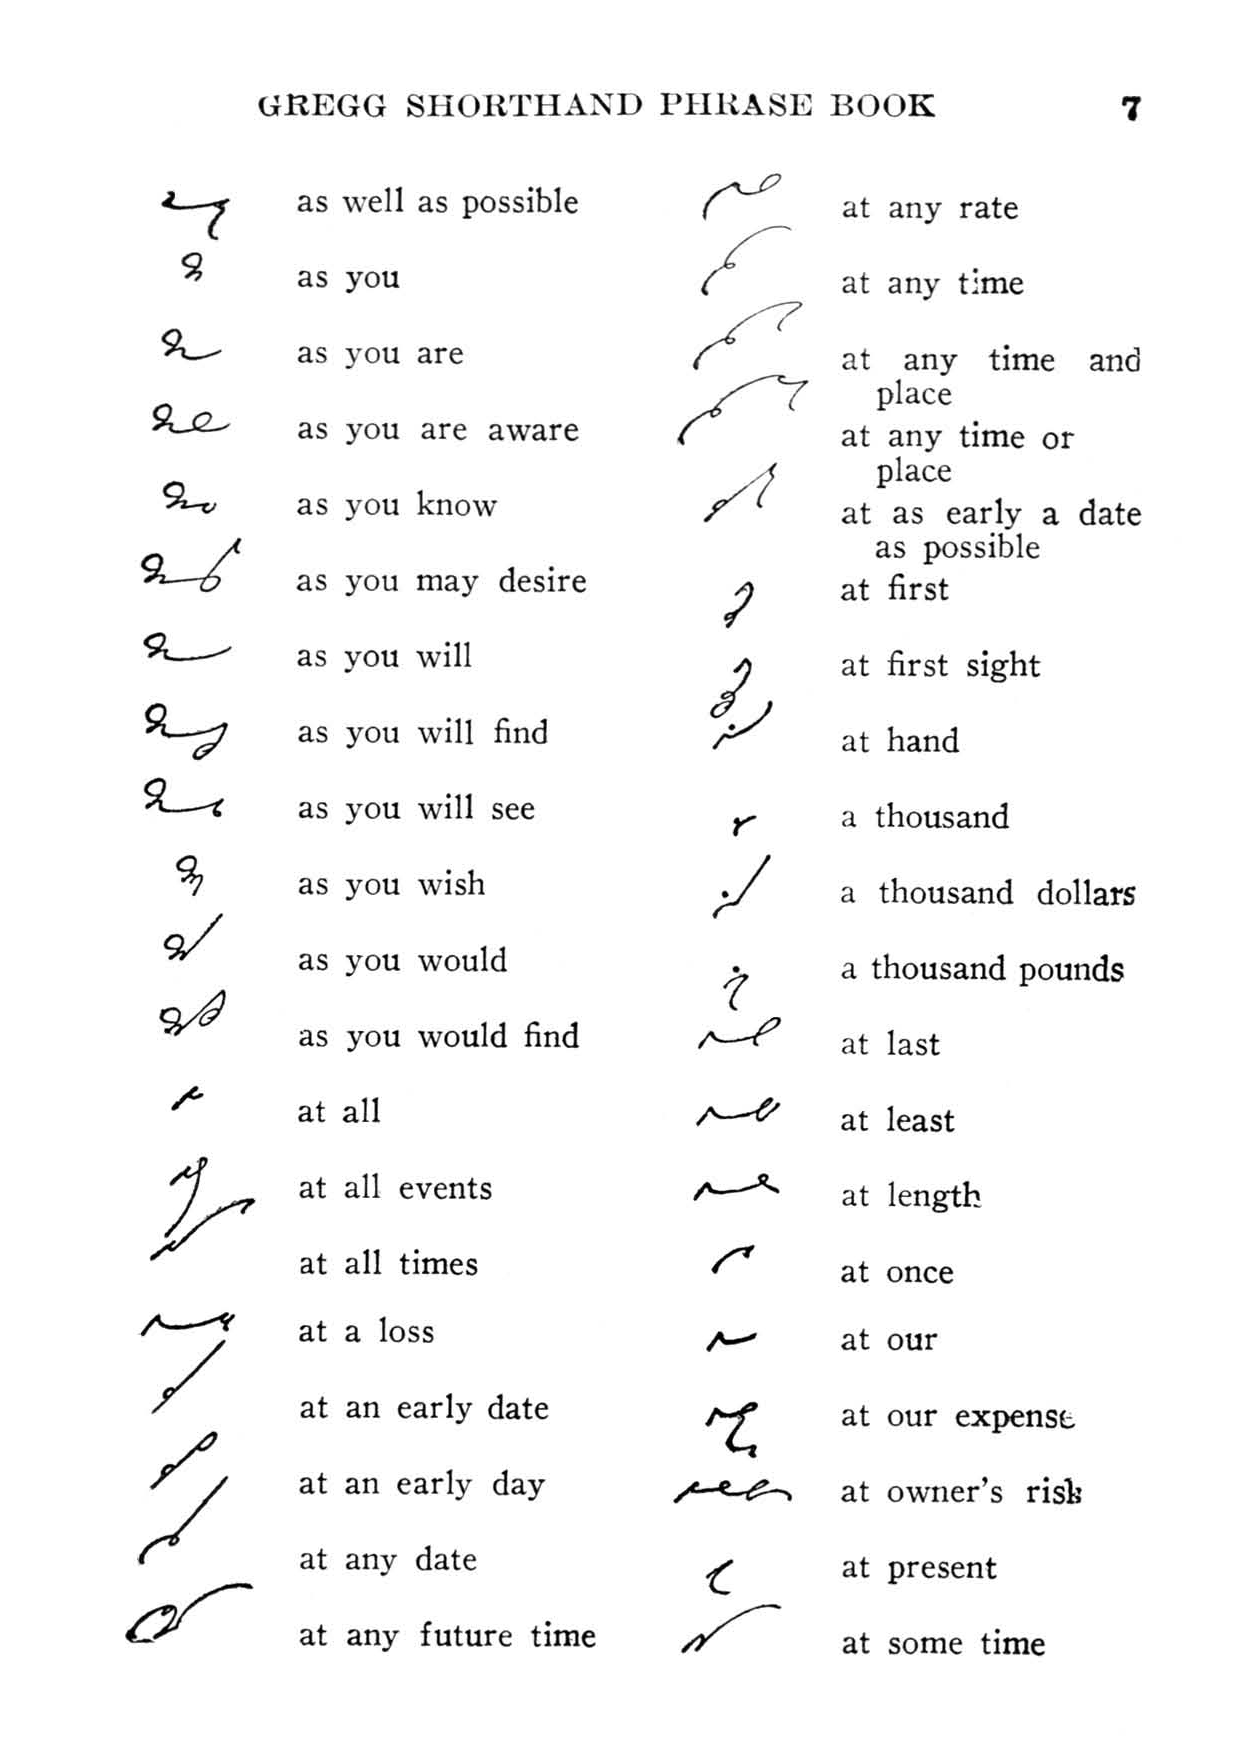 GREGG SHORTHAND PHRASE BOOK 7
as well as possible
as you
as you are
as you are aware
as you know
as you may desire
as you will
as you will find
as you will see
as you wish
as you would
as you would find
at all
at all events
at all times
at a loss
at an early date
at an early day
at any date
at any future time
at any rate
at any time
at any time and
place
at any time or
place
at as early a date
as possible
at first
at first sight
at hand
a thousand
a thousand dollars
a thousand pounds
at last
at least
at length
at once
at our
at our expense
at owner's risk
at present
at some time